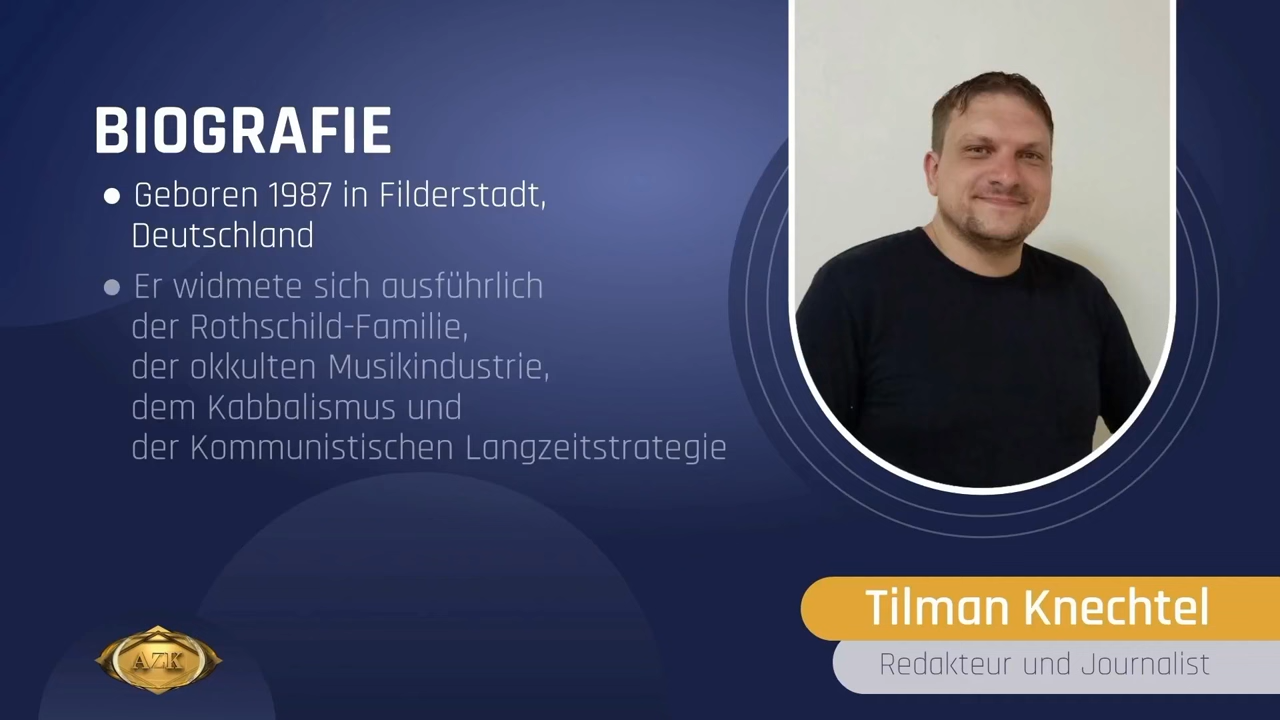 BIOGRAFIE
● Geboren 1987 in Filderstadt,
Deutschland
● Er widmete sich ausführlich
der Rothschild-Familie,
der okkulten Musikindustrie,
dem Kabbalismus und
der Kommunistischen Langzeitstrategie
Tilman Knechtel
Redakteur und Journalist
AZK